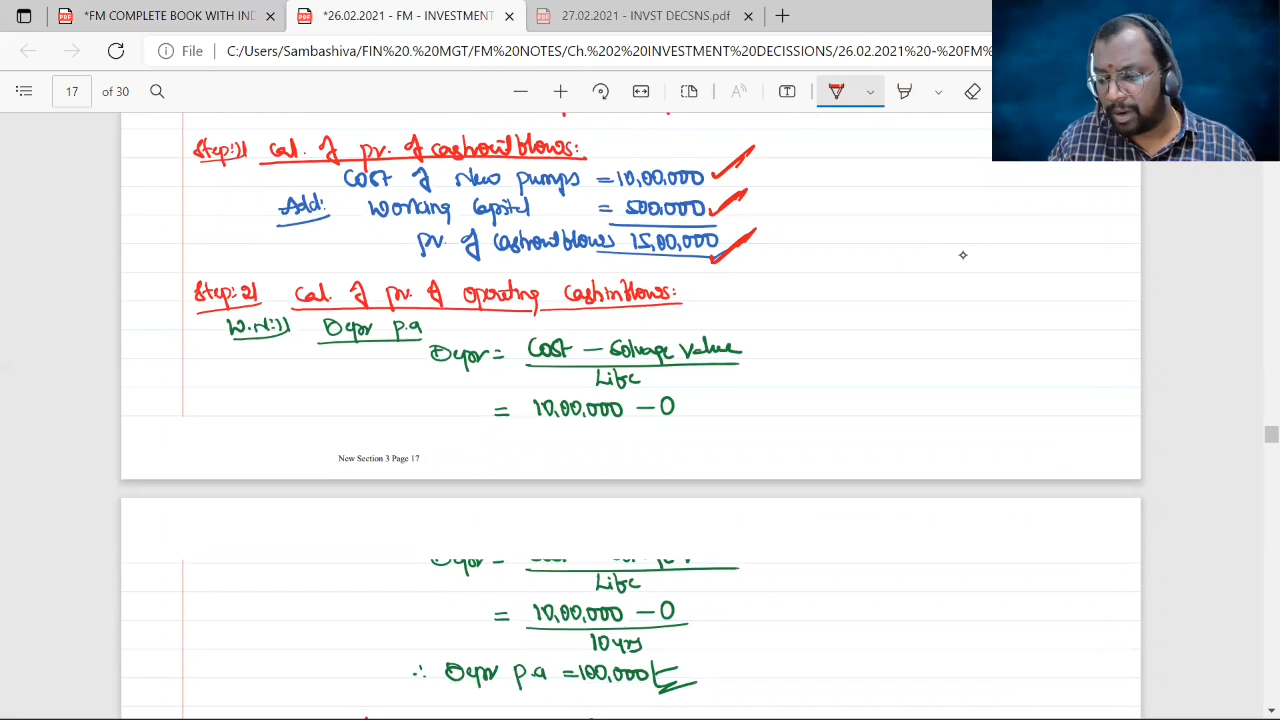 *FM COMPLETE BOOK WITH IND
*26.02.2021 - FM - INVESTMENT
27.02.2021 - INVST DECSNS.pdf
File
C:/Users/Sambashiva/FIN%20.%20MGT/FM%20NOTES/Ch.%202%20INVESTMENT%20DECISSIONS/26.02.2021%20-%20FM%
17 of 30
Step:1) Cal. of pv. of cashoutflows:
Cost of New pumps = 10,00,000
Add: Working Capital = 500,000
pv. of cashoutflows 15,00,000
Step: 2) Cal. of pv. of operating cashinflows:
W.N:1) Depr p.a
Depr = Cost - Salvage Value
Life
= 10,00,000 - 0
New Section 3 Page 17
Depr =
Life
= 10,00,000 - 0
10 yrs
∴ Depr p.a = 100,000